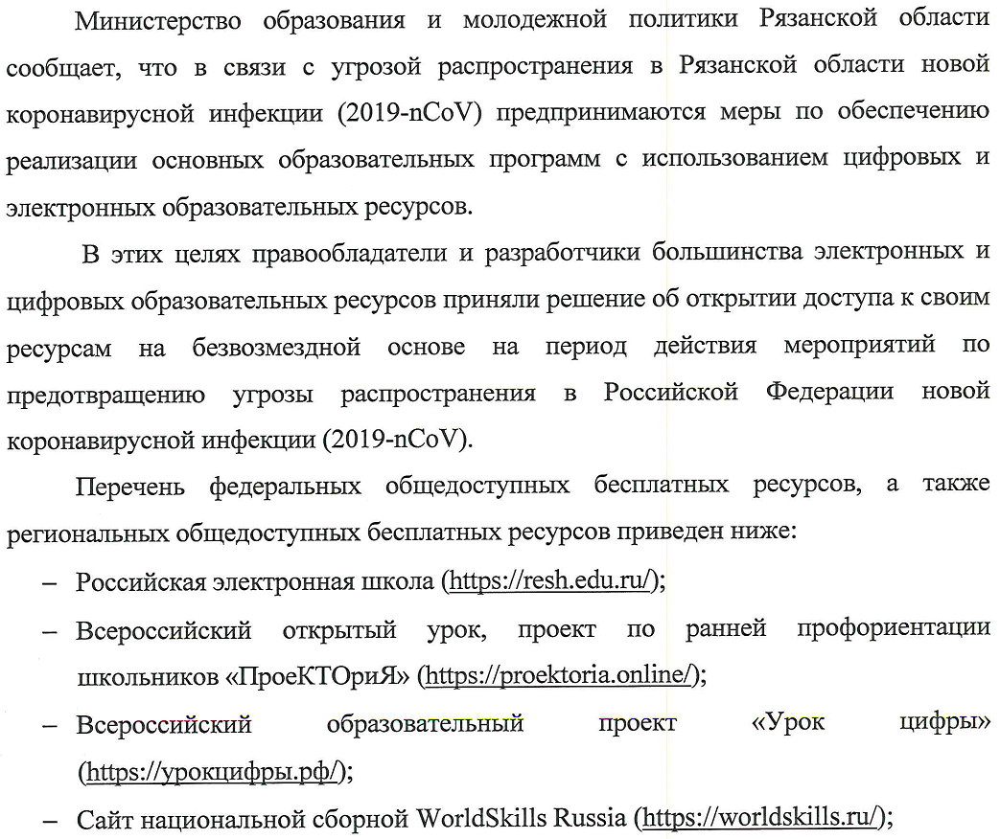 Министерство образования и молодежной политики Рязанской области
сообщает, что в связи с угрозой распространения в Рязанской области новой
коронавирусной инфекции (2019-nCoV) предпринимаются меры по обеспечению
реализации основных образовательных программ с использованием цифровых и
электронных образовательных ресурсов.
В этих целях правообладатели и разработчики большинства электронных и
цифровых образовательных ресурсов приняли решение об открытии доступа к своим
ресурсам на безвозмездной основе на период действия мероприятий по
предотвращению угрозы распространения в Российской Федерации новой
коронавирусной инфекции (2019-nCoV).
Перечень федеральных общедоступных бесплатных ресурсов, а также
региональных общедоступных бесплатных ресурсов приведен ниже:
– Российская электронная школа (https://resh.edu.ru/);
– Всероссийский открытый урок, проект по ранней профориентации
школьников «ПроеКТОриЯ» (https://proektoria.online/);
– Всероссийский образовательный проект «Урок цифры»
(https://урокцифры.рф/);
– Сайт национальной сборной WorldSkills Russia (https://worldskills.ru/);